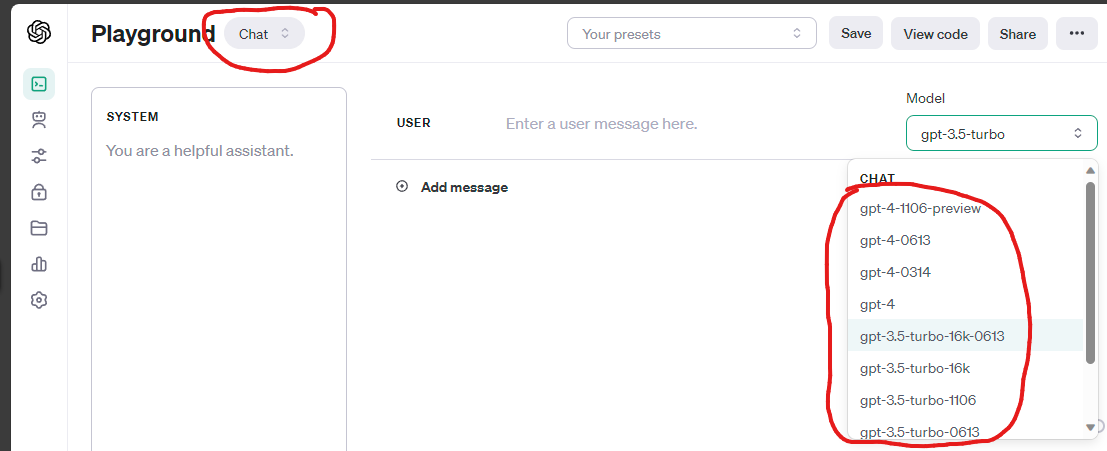 Playground
Chat
Your presets
Save
View code
Share
SYSTEM
You are a helpful assistant.
USER
Enter a user message here.
Add message
Model
gpt-3.5-turbo
CHAT
gpt-4-1106-preview
gpt-4-0613
gpt-4-0314
gpt-4
gpt-3.5-turbo-16k-0613
gpt-3.5-turbo-16k
gpt-3.5-turbo-1106
gpt-3.5-turbo-0613